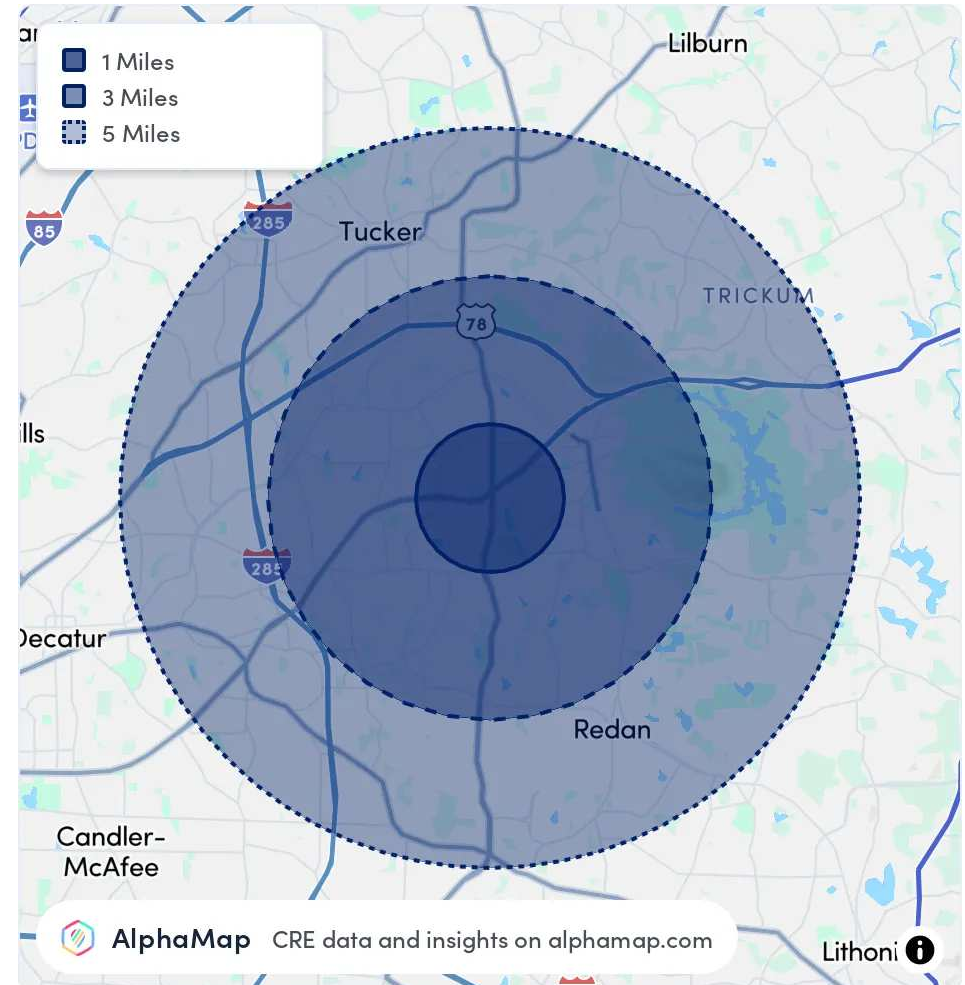 1 Miles
3 Miles
5 Miles
Lilburn
85
285
Tucker
TRICKUM
78
285
Decatur
Redan
Candler-
McAfee
AlphaMap
CRE data and insights on alphamap.com
Lithoni